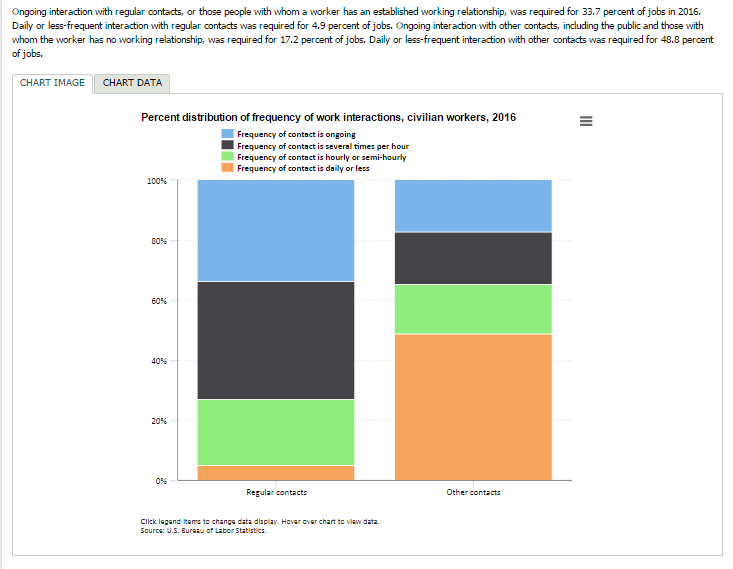 Ongoing interaction with regular contacts, or those people with whom a worker has an established working relationship, was required for 33.7 percent of jobs in 2016.
Daily or less-frequent interaction with regular contacts was required for 4.9 percent of jobs. Ongoing interaction with other contacts, including the public and those with
whom the worker has no working relationship, was required for 17.2 percent of jobs. Daily or less-frequent interaction with other contacts was required for 48.8 percent
of jobs.
CHART IMAGE CHART DATA
Percent distribution of frequency of work interactions, civilian workers, 2016
Frequency of contact is ongoing
Frequency of contact is several times per hour
Frequency of contact is hourly or semi-hourly
Frequency of contact is daily or less
100%
80%
60%
40%
20%
0%
Regular contacts Other contacts
Click legend items to change data display. Hover over chart to view data.
Source: U.S. Bureau of Labor Statistics.